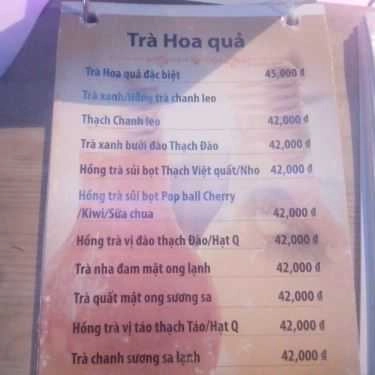 Trà Hoa quả
Trà Hoa quả đặc biệt 45,000 đ
Trà xanh/Hồng trà chanh leo
Thạch Chanh leo 42,000 đ
Trà xanh bưởi đào Thạch Đào 42,000 đ
Hồng trà sủi bọt Thạch Việt quất/Nho 42,000 đ
Hồng trà sủi bọt Pop ball Cherry
/Kiwi/Sữa chua 42,000 đ
Hồng trà vị đào thạch Đào/Hạt Q 42,000 đ
Trà nha đam mật ong lạnh 42,000 đ
Trà quất mật ong sương sa 42,000 đ
Hồng trà vị táo thạch Táo/Hạt Q 42,000 đ
Trà chanh sương sa lạnh 42,000 đ